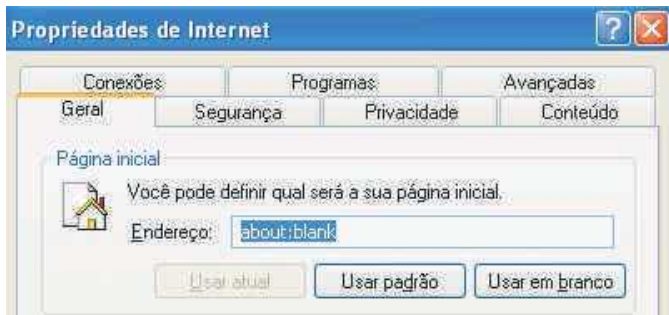 Propriedades de Internet
Conexões Programas Avançadas
Geral Segurança Privacidade Conteúdo
Página inicial
Você pode definir qual será a sua página inicial.
Endereço: about:blank
Usar atual Usar padrão Usar em branco